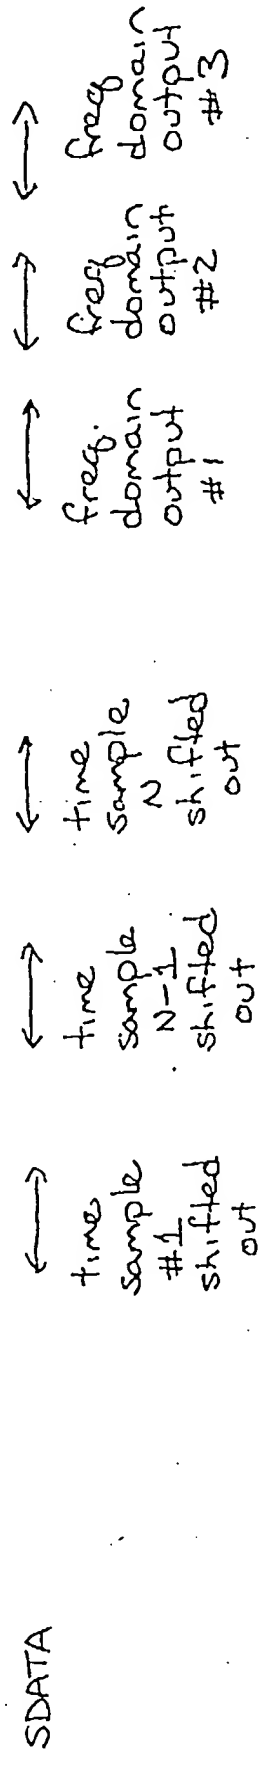 SDATA
time
sample
#1
shifted
out
time
sample
N-1
shifted
out
time
sample
N
shifted
out
freq.
domain
output
#1
freq
domain
output
#2
freq
domain
output
#3